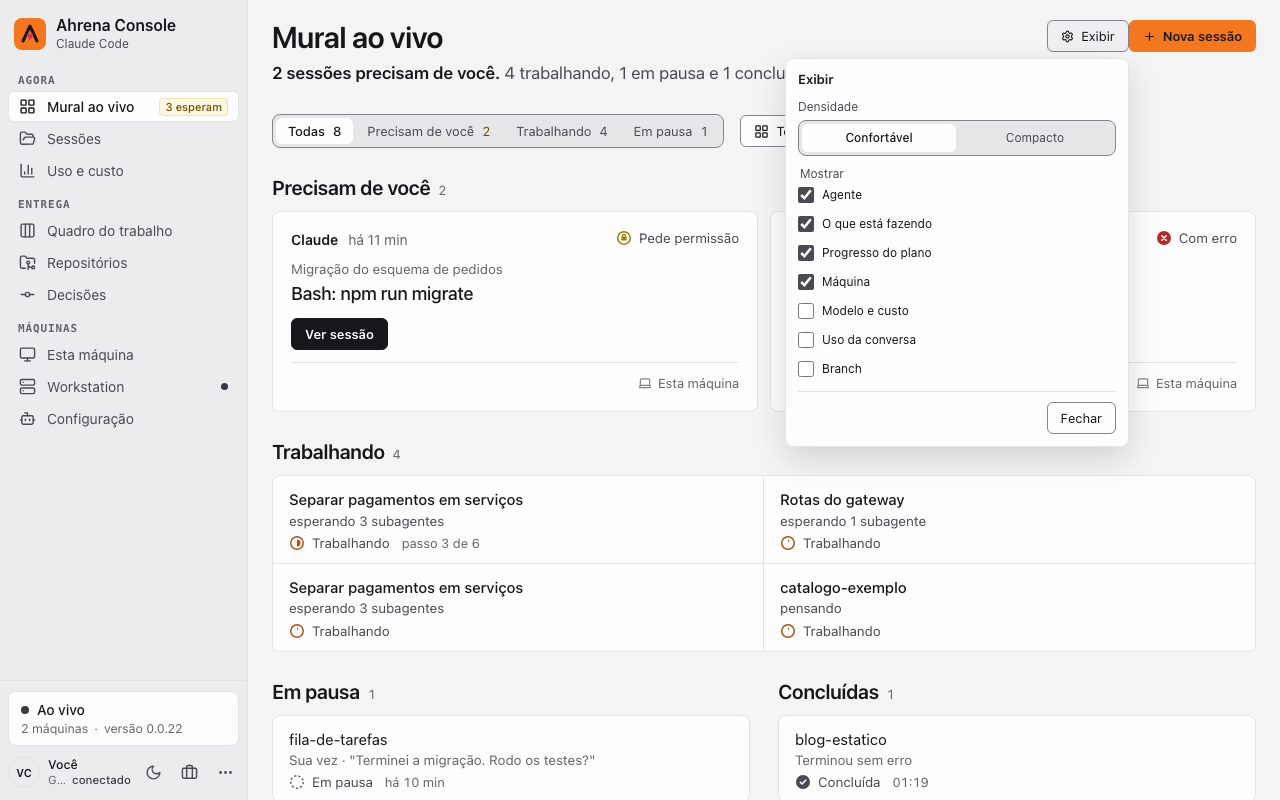 Ahrena Console
Claude Code
AGORA
Mural ao vivo 3 esperam
Sessões
Uso e custo
ENTREGA
Quadro do trabalho
Repositórios
Decisões
MÁQUINAS
Esta máquina
Workstation
Configuração
Ao vivo
2 máquinas · versão 0.0.22
VC
Você
G... conectado
Mural ao vivo
Exibir
+ Nova sessão
2 sessões precisam de você. 4 trabalhando, 1 em pausa e 1 conclu
Todas 8 Precisam de você 2 Trabalhando 4 Em pausa 1
Exibir
Densidade
Confortável Compacto
Mostrar
Agente
O que está fazendo
Progresso do plano
Máquina
Modelo e custo
Uso da conversa
Branch
Fechar
Precisam de você 2
Claude há 11 min Pede permissão
Migração do esquema de pedidos
Bash: npm run migrate
Ver sessão
Esta máquina
Com erro
Esta máquina
Trabalhando 4
Separar pagamentos em serviços
esperando 3 subagentes
Trabalhando passo 3 de 6
Rotas do gateway
esperando 1 subagente
Trabalhando
Separar pagamentos em serviços
esperando 3 subagentes
Trabalhando
catalogo-exemplo
pensando
Trabalhando
Em pausa 1
fila-de-tarefas
Sua vez · "Terminei a migração. Rodo os testes?"
Em pausa há 10 min
Concluídas 1
blog-estatico
Terminou sem erro
Concluída 01:19